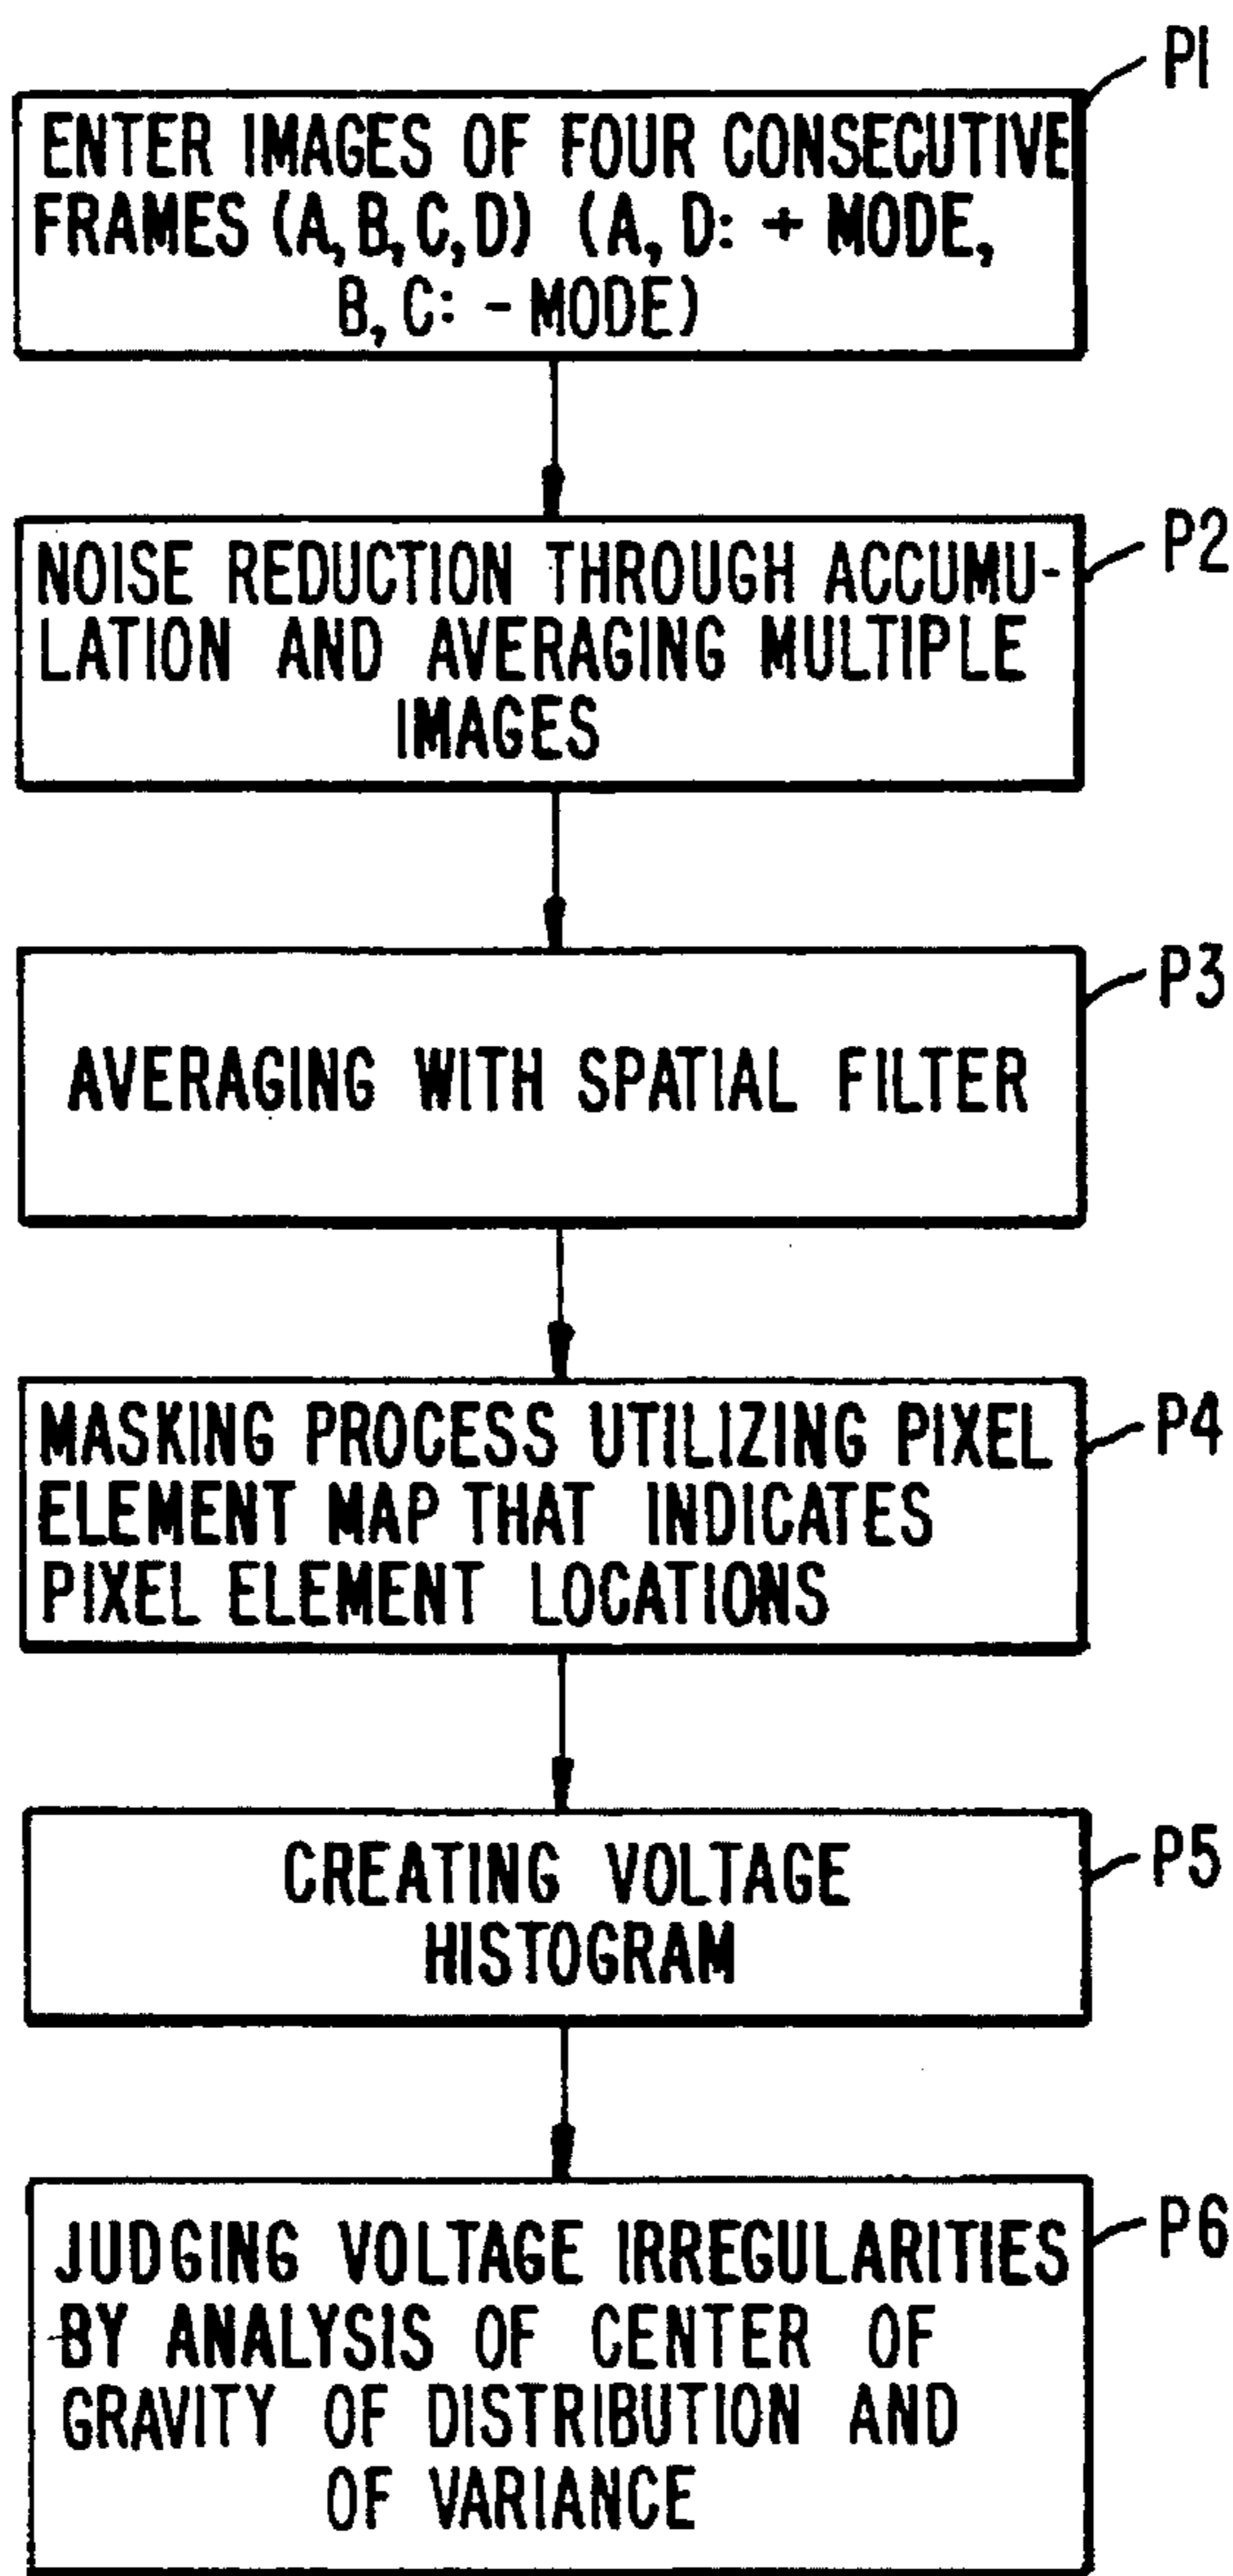 P1
ENTER IMAGES OF FOUR CONSECUTIVE
FRAMES (A, B, C, D) (A, D: + MODE,
B, C: - MODE)
P2
NOISE REDUCTION THROUGH ACCUMU-
LATION AND AVERAGING MULTIPLE
IMAGES
P3
AVERAGING WITH SPATIAL FILTER
P4
MASKING PROCESS UTILIZING PIXEL
ELEMENT MAP THAT INDICATES
PIXEL ELEMENT LOCATIONS
P5
CREATING VOLTAGE
HISTOGRAM
P6
JUDGING VOLTAGE IRREGULARITIES
BY ANALYSIS OF CENTER OF
GRAVITY OF DISTRIBUTION AND
OF VARIANCE